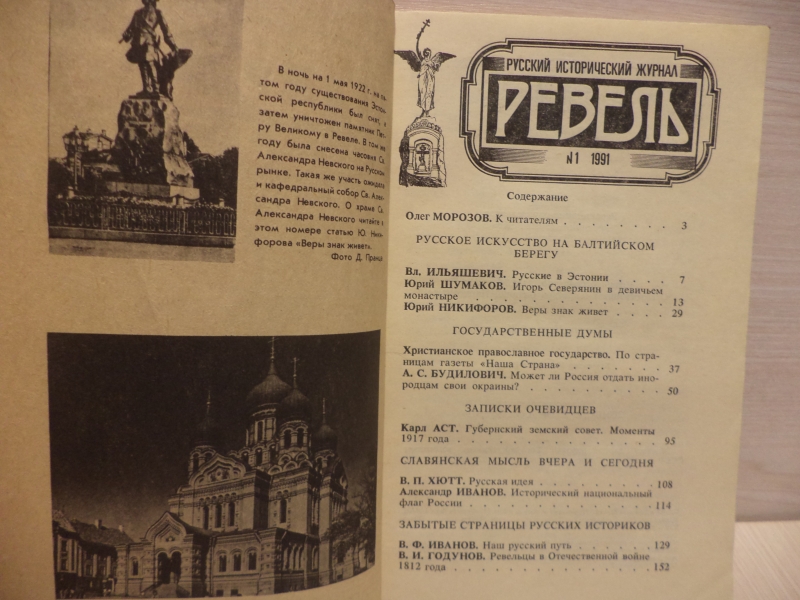 В ночь на 1 мая 1922 г. на
том году существования
ской республики был снят, а
затем уничтожен памятник Пе-
ру Великому в Ревеле. В том же
году была снесена часовня Св.
Александра Невского на Русском
рынке. Такая же участь ожидала
и кафедральный собор Св. Алек-
сандра Невского. О храме Св.
Александра Невского читайте в
этом номере статью Ю. Ники-
форова «Веры знак живет».
Фото Д. Пранца
РУССКИЙ ИСТОРИЧЕСКИЙ ЖУРНАЛ
РЕВЕЛЬ
№1 1991
Содержание
Олег МОРОЗОВ. К читателям . . . . . . . . 3
РУССКОЕ ИСКУССТВО НА БАЛТИЙСКОМ
БЕРЕГУ
Вл. ИЛЬЯШЕВИЧ. Русские в Эстонии . . . . 7
Юрий ШУМАКОВ. Игорь Северянин в девичьем
монастыре . . . . . . . . . . . . 13
Юрий НИКИФОРОВ. Веры знак живет . . . . 29
ГОСУДАРСТВЕННЫЕ ДУМЫ
Христианское православное государство. По стра-
ницам газеты «Наша Страна» . . . . . . . 37
А. С. БУДИЛОВИЧ. Может ли Россия отдать ино-
родцам свои окраины? . . . . . . . . . 50
ЗАПИСКИ ОЧЕВИДЦЕВ
Карл АСТ. Губернский земский совет. Моменты
1917 года . . . . . . . . . . . . . 95
СЛАВЯНСКАЯ МЫСЛЬ ВЧЕРА И СЕГОДНЯ
В. П. ХЮТТ. Русская идея . . . . . . . . 108
Александр ИВАНОВ. Исторический национальный
флаг России . . . . . . . . . . . . 114
ЗАБЫТЫЕ СТРАНИЦЫ РУССКИХ ИСТОРИКОВ
В. Ф. ИВАНОВ. Наш русский путь . . . . . 129
В. И. ГОДУНОВ. Ревельцы в Отечественной войне
1812 года . . . . . . . . . . . . . 152